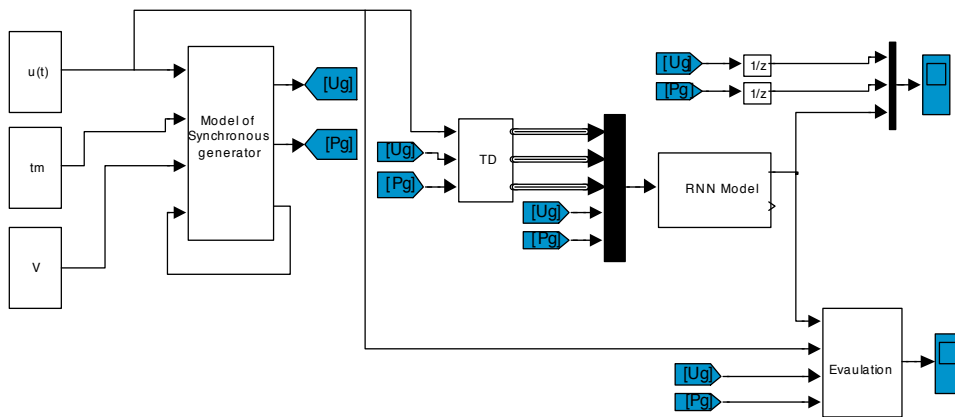 u(t)
tm
V
Model of
Synchronous
generator
[Ug]
[Pg]
[Ug]
[Pg]
TD
[Ug]
[Pg]
RNN Model
[Ug]
1/z
[Pg]
1/z
[Ug]
[Pg]
Evaulation